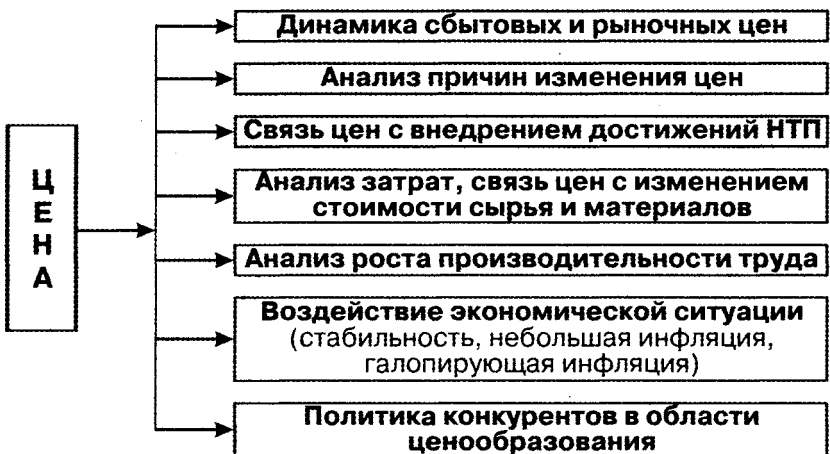 ЦЕНА
Динамика сбытовых и рыночных цен
Анализ причин изменения цен
Связь цен с внедрением достижений НТП
Анализ затрат, связь цен с изменением
стоимости сырья и материалов
Анализ роста производительности труда
Воздействие экономической ситуации
(стабильность, небольшая инфляция,
галопирующая инфляция)
Политика конкурентов в области
ценообразования